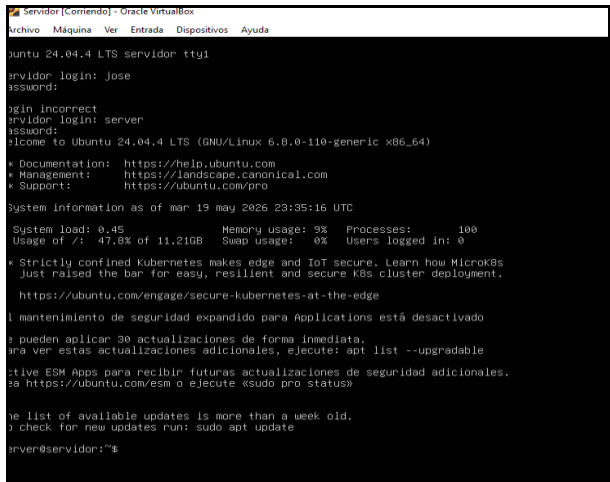 Servidor [Corriendo] - Oracle VirtualBox
Archivo Máquina Ver Entrada Dispositivos Ayuda
buntu 24.04.4 LTS servidor tty1
ervidor login: jose
assword:
ogin incorrect
ervidor login: server
assword:
elcome to Ubuntu 24.04.4 LTS (GNU/Linux 6.8.0-110-generic x86_64)
* Documentation: https://help.ubuntu.com
* Management: https://landscape.canonical.com
* Support: https://ubuntu.com/pro
System information as of mar 19 may 2026 23:35:16 UTC
System load: 0.45 Memory usage: 9% Processes: 100
Usage of /: 47.8% of 11.21GB Swap usage: 0% Users logged in: 0
* Strictly confined Kubernetes makes edge and IoT secure. Learn how MicroK8s
just raised the bar for easy, resilient and secure K8s cluster deployment.
https://ubuntu.com/engage/secure-kubernetes-at-the-edge
l mantenimiento de seguridad expandido para Applications está desactivado
e pueden aplicar 30 actualizaciones de forma inmediata.
ara ver estas actualizaciones adicionales, ejecute: apt list --upgradable
ctive ESM Apps para recibir futuras actualizaciones de seguridad adicionales.
ea https://ubuntu.com/esm o ejecute «sudo pro status»
he list of available updates is more than a week old.
o check for new updates run: sudo apt update
erver@servidor:~$